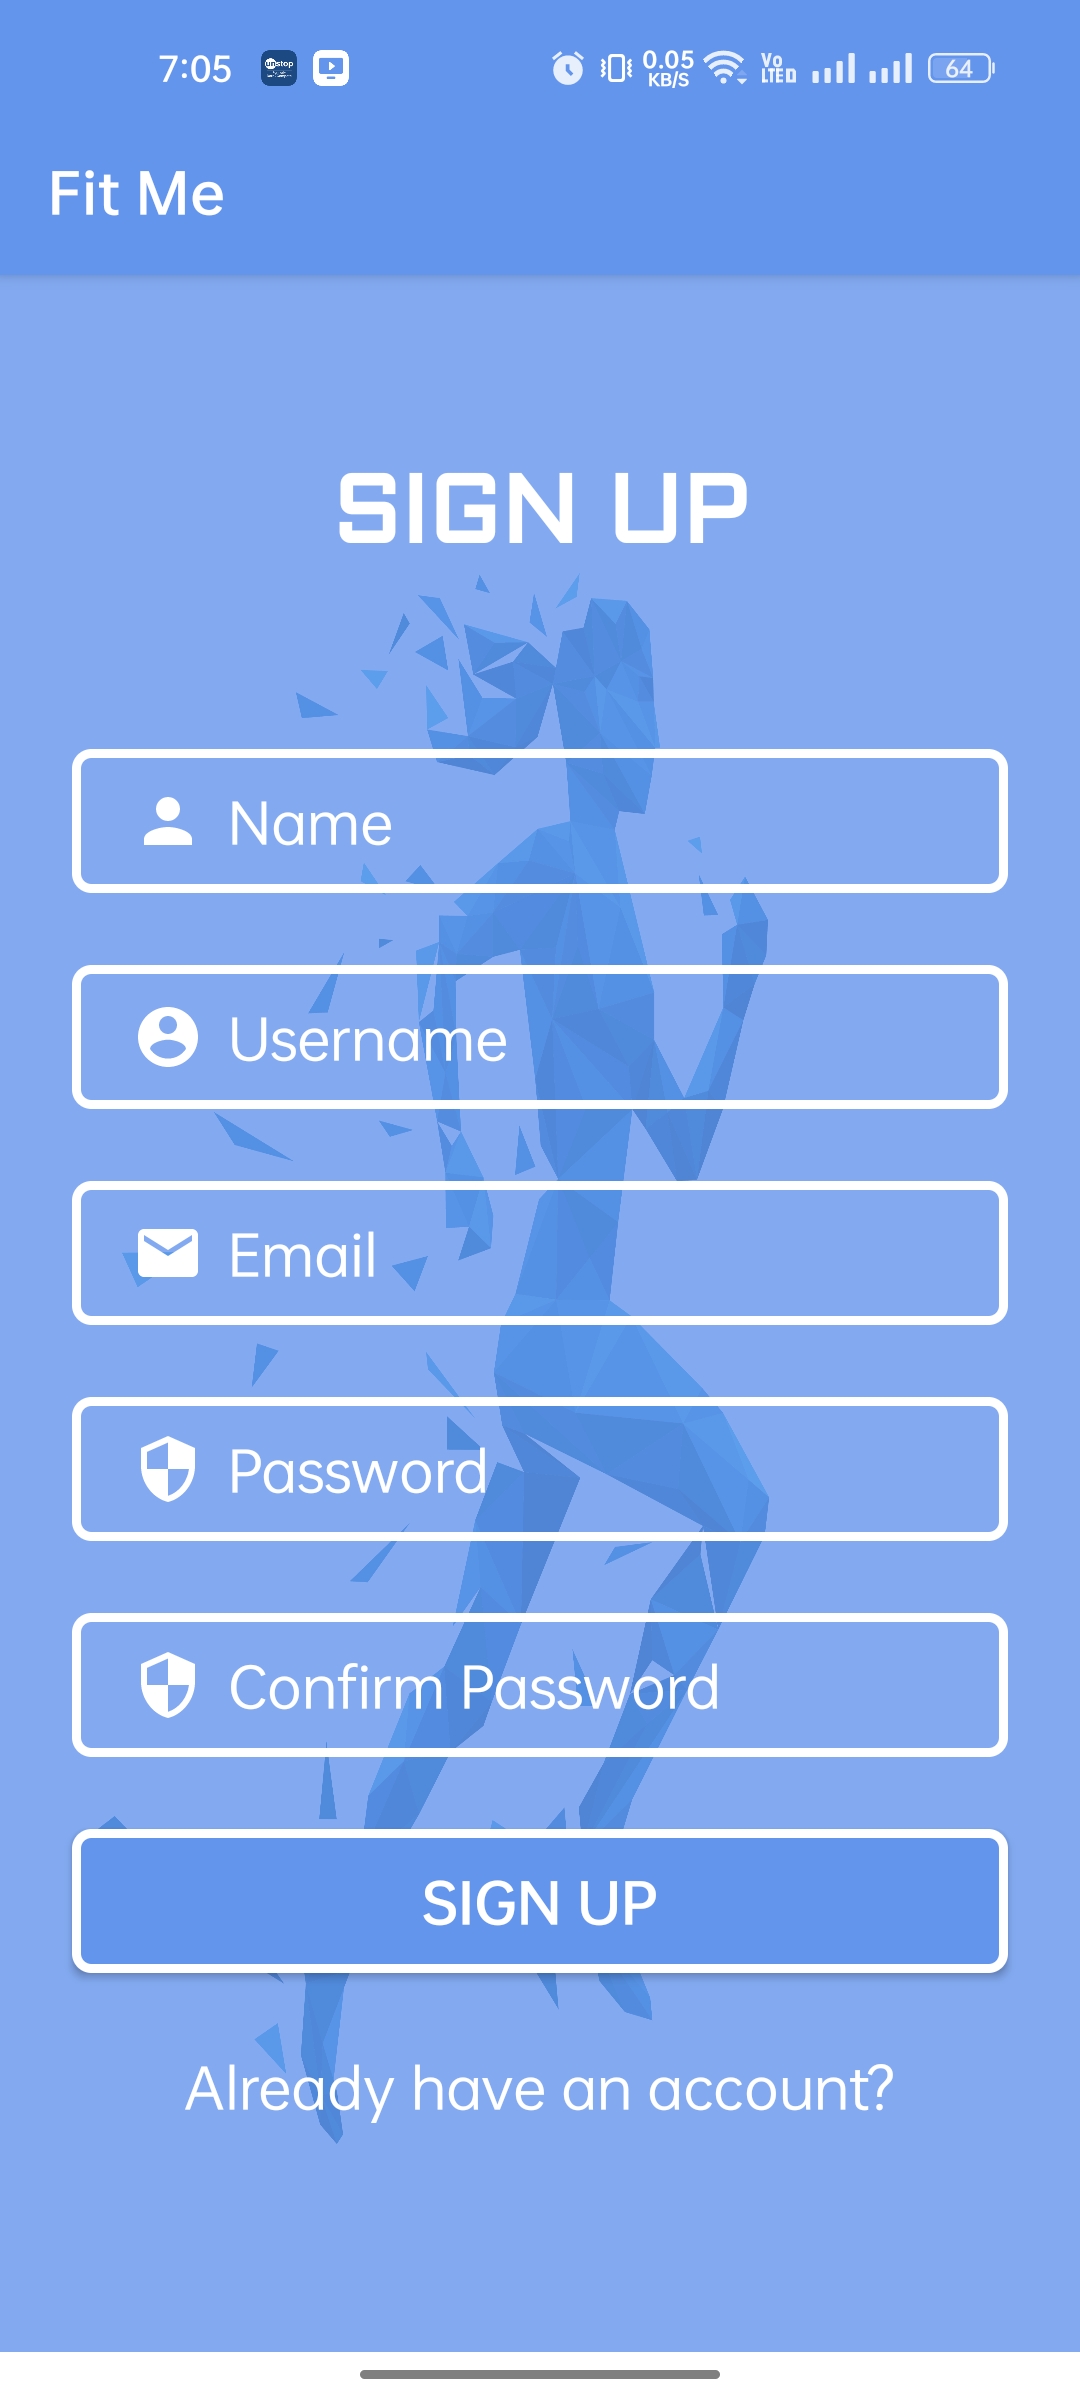 7:05 unstop 0.05 KB/S Vo LTE 64
Fit Me
SIGN UP
Name
Username
Email
Password
Confirm Password
SIGN UP
Already have an account?